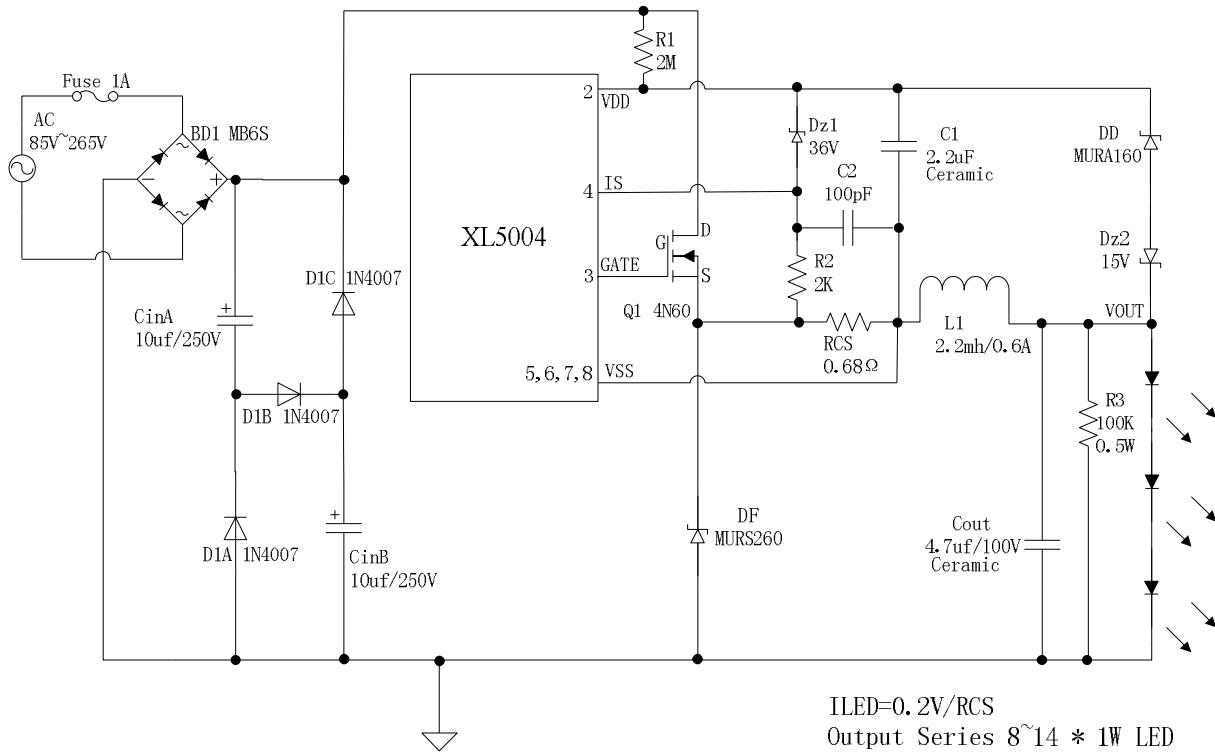 Fuse 1A
AC
85V~265V
BD1 MB6S
~
-
+
~
CinA
+
10uf/250V
D1C 1N4007
D1B 1N4007
D1A 1N4007
+
CinB
10uf/250V
XL5004
2
VDD
4
IS
3
GATE
5,6,7,8
VSS
R1
2M
G
D
S
Q1 4N60
Dz1
36V
C2
100pF
R2
2K
C1
2.2uF
Ceramic
RCS
0.68Ω
L1
2.2mh/0.6A
DD
MURA160
Dz2
15V
VOUT
R3
100K
0.5W
DF
MURS260
Cout
4.7uf/100V
Ceramic
ILED=0.2V/RCS
Output Series 8~14 * 1W LED